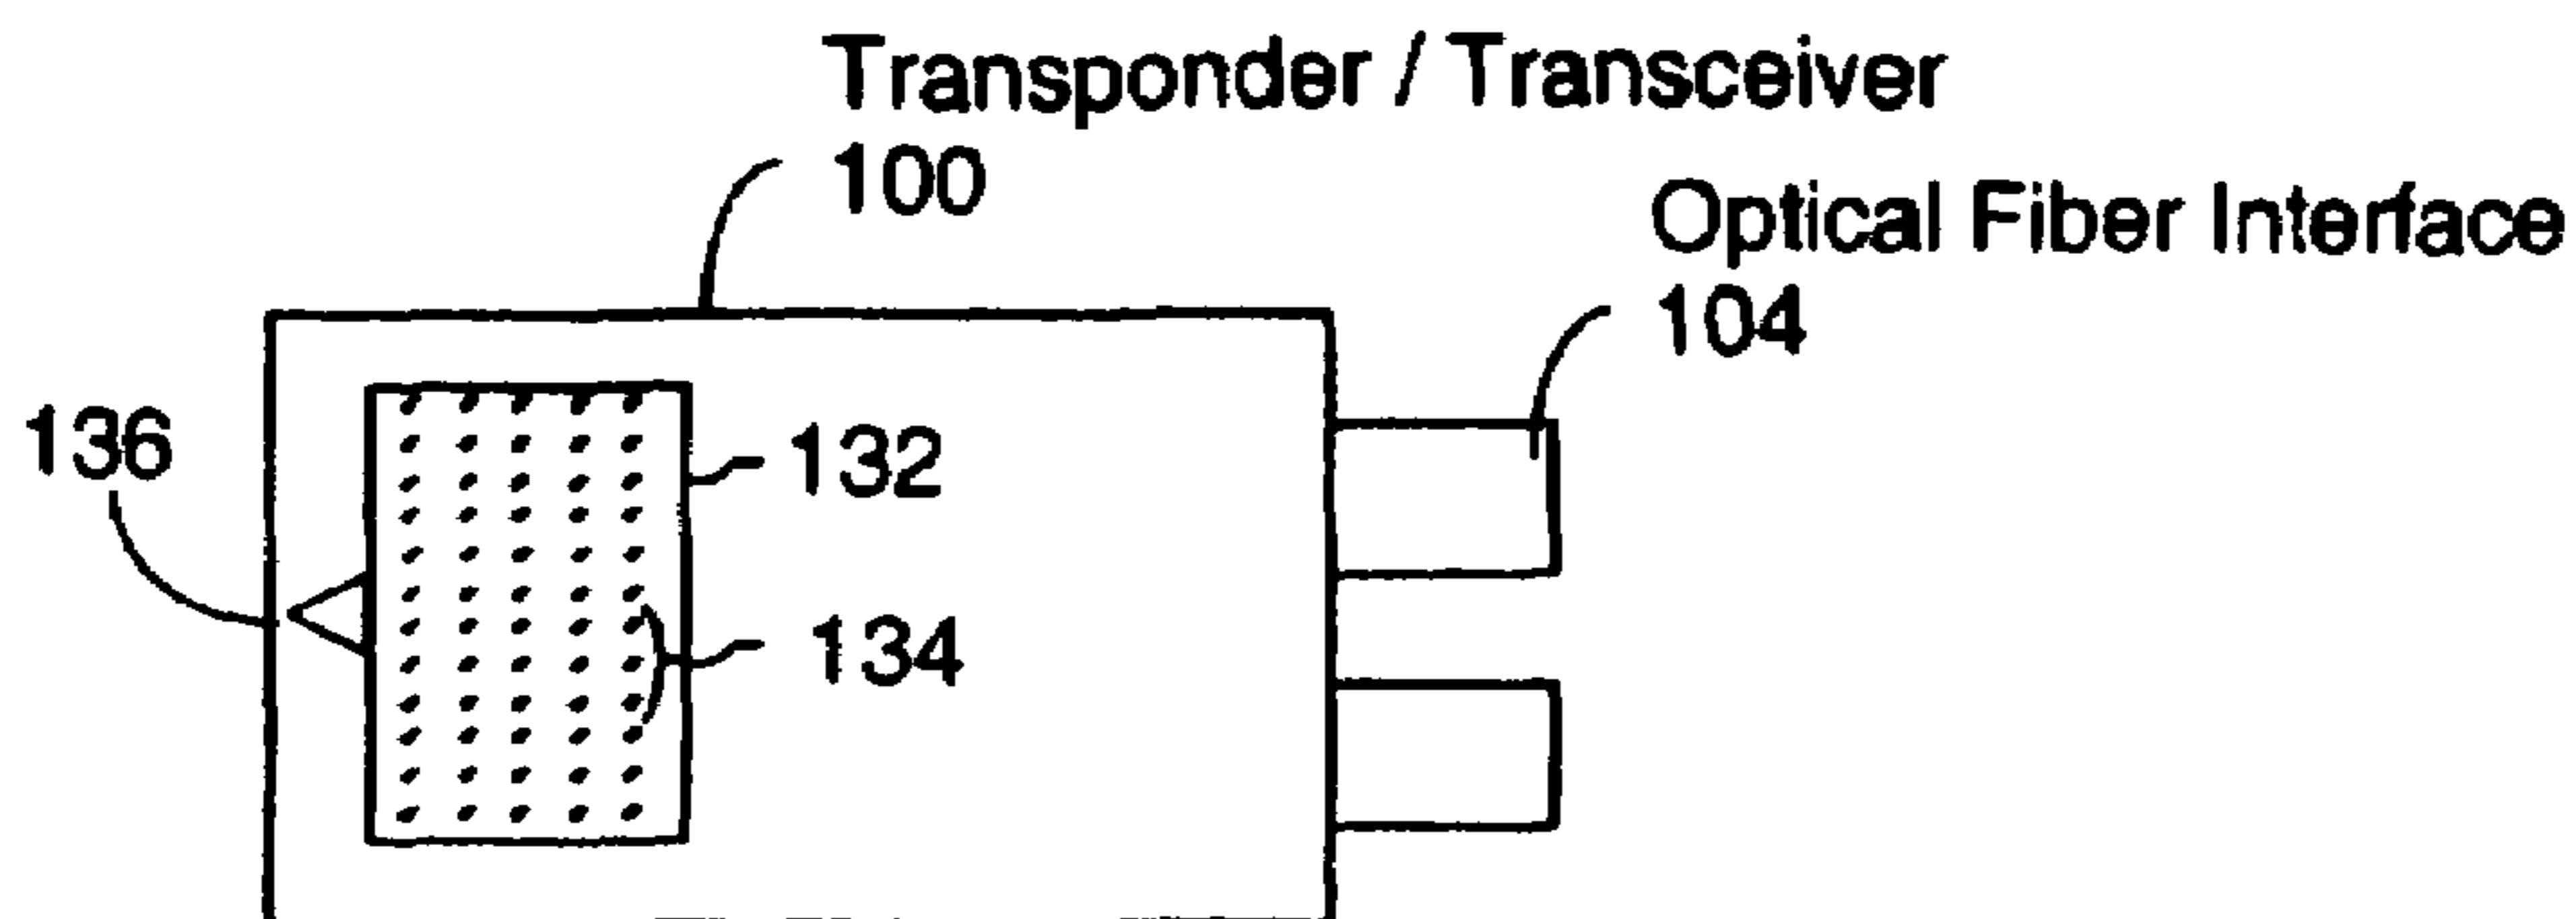 Transponder / Transceiver
100
Optical Fiber Interface
104
136
132
134